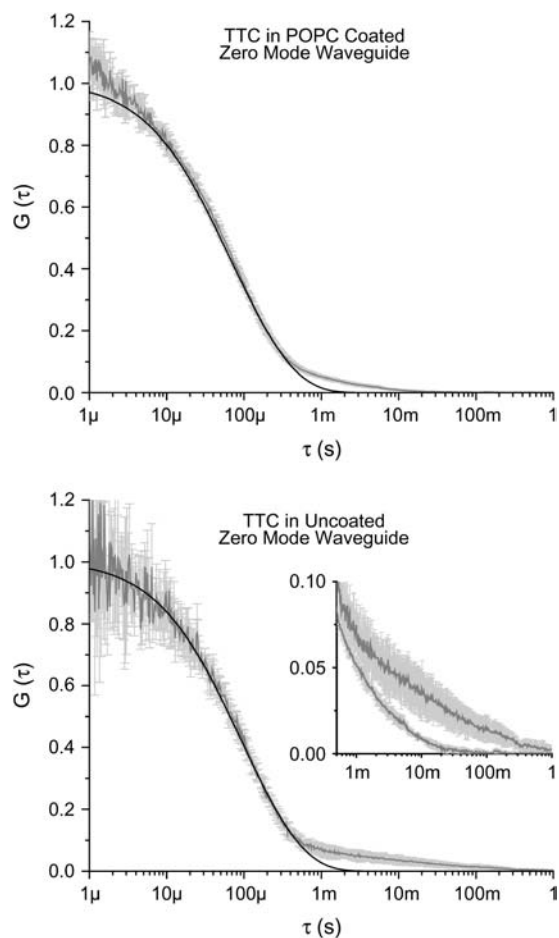 TTC in POPC Coated
Zero Mode Waveguide
1.2
1.0
0.8
0.6
0.4
0.2
0.0
G (τ)
1µ 10µ 100µ 1m 10m 100m 1
τ (s)
TTC in Uncoated
Zero Mode Waveguide
1.2
1.0
0.8
0.6
0.4
0.2
0.0
G (τ)
0.10
0.05
0.00
1m 10m 100m 1
1µ 10µ 100µ 1m 10m 100m 1
τ (s)